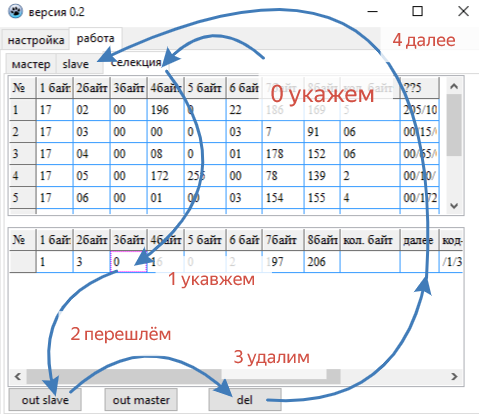 версия 0.2
настройка работа
4 далее
мастер slave селекция
№ 1 байт 2байт 3байт 4байт 5 байт 6 бай ??5
0 укажем
1 17 02 00 196 0 22 186 169 5 205/10
2 17 03 00 00 0 03 7 91 06 00/15/
3 17 04 00 08 0 01 178 152 06 00/65/
4 17 05 00 172 255 00 78 139 2 00/10/
5 17 06 00 01 00 03 154 155 4 00/172
№ 1 байт 2байт 3байт 4байт 5 байт 6 бай 7байт 8байт кол. байт далее код-
1 3 0 16 0 2 197 206 /1/3
1 укавжем
2 перешлём
3 удалим
out slave out master del